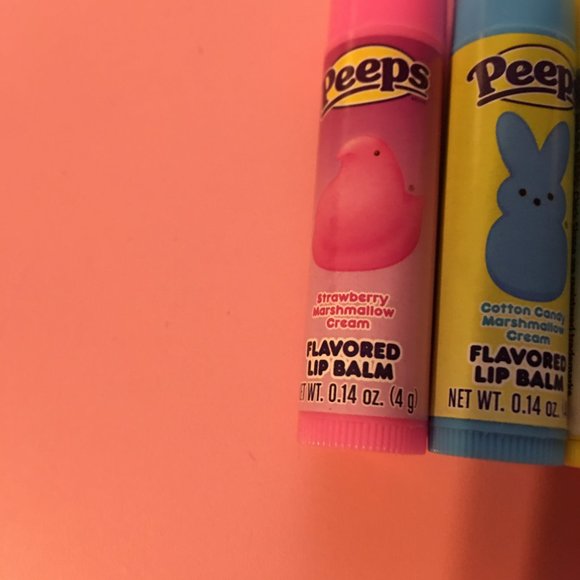 Peeps
Strawberry
Marshmallow
Cream
FLAVORED
LIP BALM
ET WT. 0.14 oz. (4 g)
Peep
Cotton Candy
Marshmallow
Cream
FLAVORED
LIP BALM
NET WT. 0.14 oz.